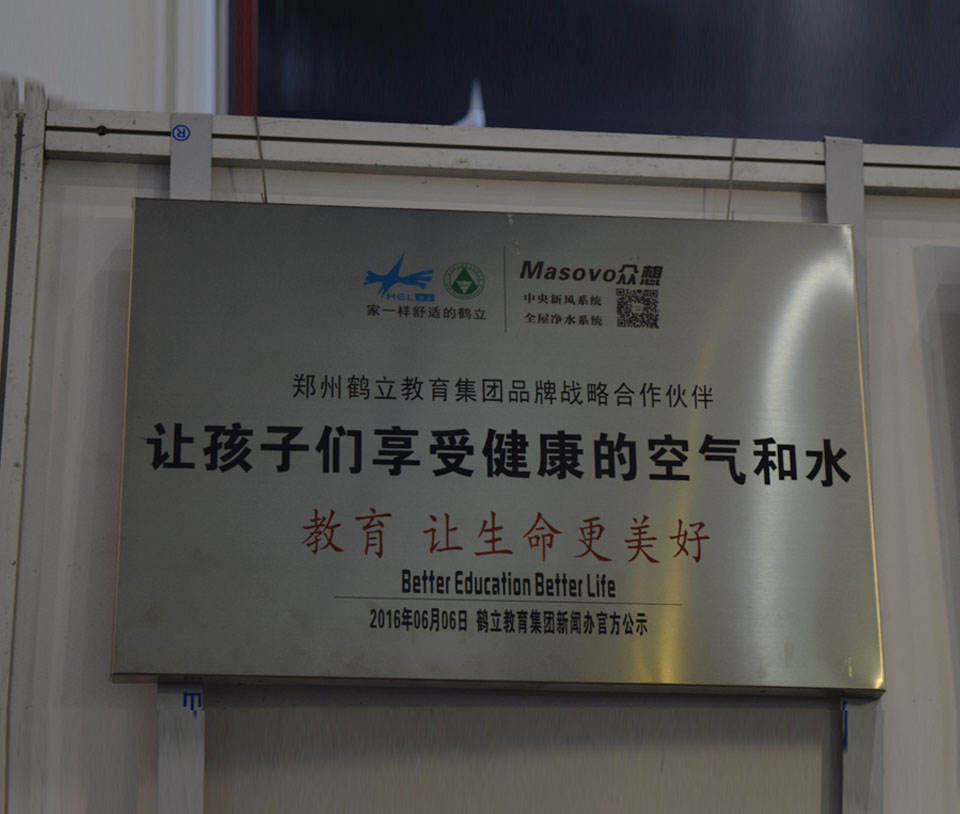 ®
HELI
家一样舒适的鹤立
Masovo众想
中央新风系统
全屋净水系统
郑州鹤立教育集团品牌战略合作伙伴
让孩子们享受健康的空气和水
教育 让生命更美好
Better Education Better Life
2016年06月06日 鹤立教育集团新闻办官方公示